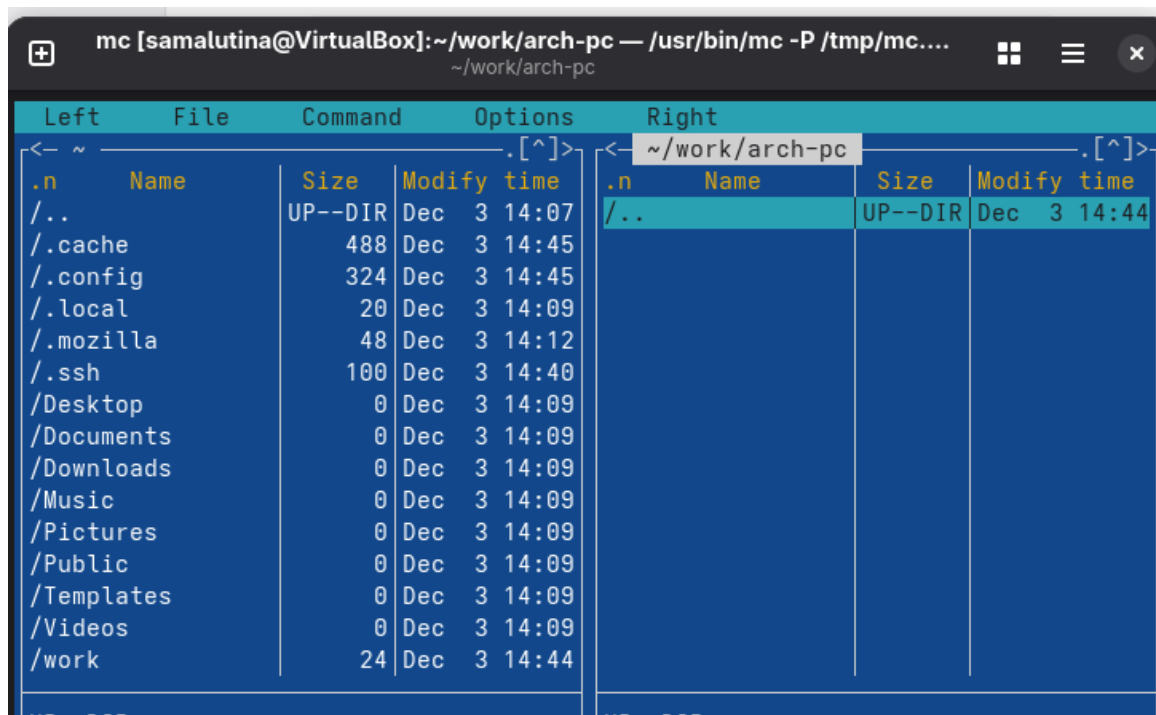 mc [samalutina@VirtualBox]:~/work/arch-pc — /usr/bin/mc -P /tmp/mc....
~/work/arch-pc
Left File Command Options Right
<— ~ .[^]> <— ~/work/arch-pc .[^]>
.n Name Size Modify time .n Name Size Modify time
/.. UP--DIR Dec 3 14:07 /.. UP--DIR Dec 3 14:44
/.cache 488 Dec 3 14:45
/.config 324 Dec 3 14:45
/.local 20 Dec 3 14:09
/.mozilla 48 Dec 3 14:12
/.ssh 100 Dec 3 14:40
/Desktop 0 Dec 3 14:09
/Documents 0 Dec 3 14:09
/Downloads 0 Dec 3 14:09
/Music 0 Dec 3 14:09
/Pictures 0 Dec 3 14:09
/Public 0 Dec 3 14:09
/Templates 0 Dec 3 14:09
/Videos 0 Dec 3 14:09
/work 24 Dec 3 14:44